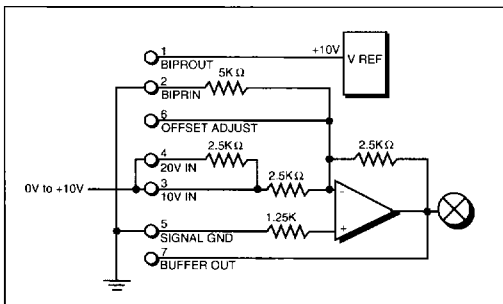 1
BIPROUT
+10V
V REF
2
BIPRIN
5KΩ
6
OFFSET ADJUST
2.5KΩ
4
20V IN
2.5KΩ
0V to +10V
3
10V IN
2.5KΩ
-
+
1.25K
5
SIGNAL GND
7
BUFFER OUT